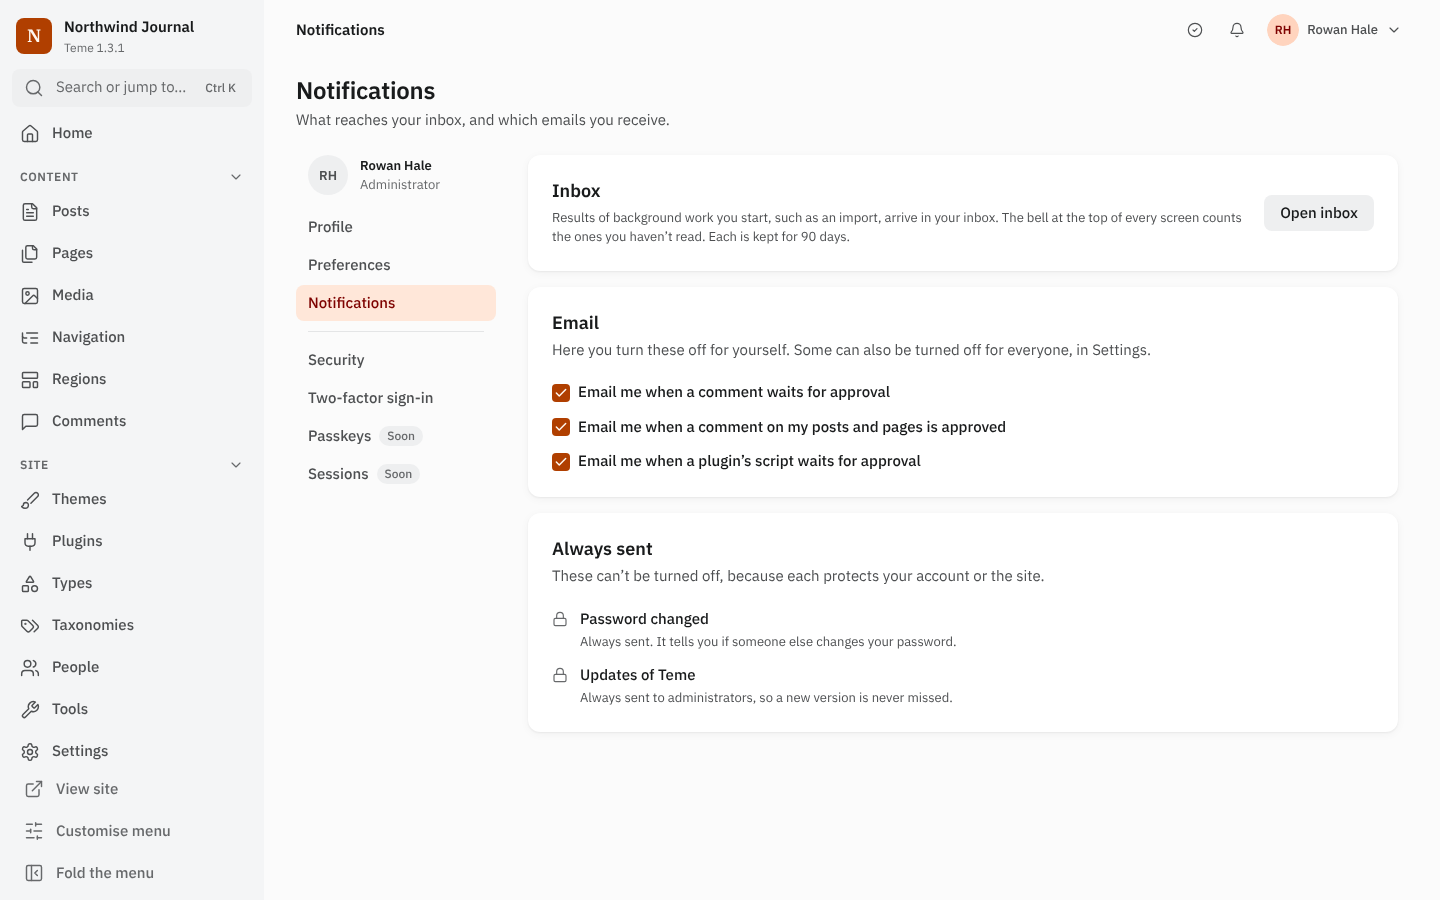 N
Northwind Journal
Teme 1.3.1
Search or jump to...
Ctrl K
Home
CONTENT
Posts
Pages
Media
Navigation
Regions
Comments
SITE
Themes
Plugins
Types
Taxonomies
People
Tools
Settings
View site
Customise menu
Fold the menu
Notifications
RH
Rowan Hale
Notifications
What reaches your inbox, and which emails you receive.
RH
Rowan Hale
Administrator
Profile
Preferences
Notifications
Security
Two-factor sign-in
Passkeys Soon
Sessions Soon
Inbox
Results of background work you start, such as an import, arrive in your inbox. The bell at the top of every screen counts
the ones you haven’t read. Each is kept for 90 days.
Open inbox
Email
Here you turn these off for yourself. Some can also be turned off for everyone, in Settings.
Email me when a comment waits for approval
Email me when a comment on my posts and pages is approved
Email me when a plugin’s script waits for approval
Always sent
These can’t be turned off, because each protects your account or the site.
Password changed
Always sent. It tells you if someone else changes your password.
Updates of Teme
Always sent to administrators, so a new version is never missed.